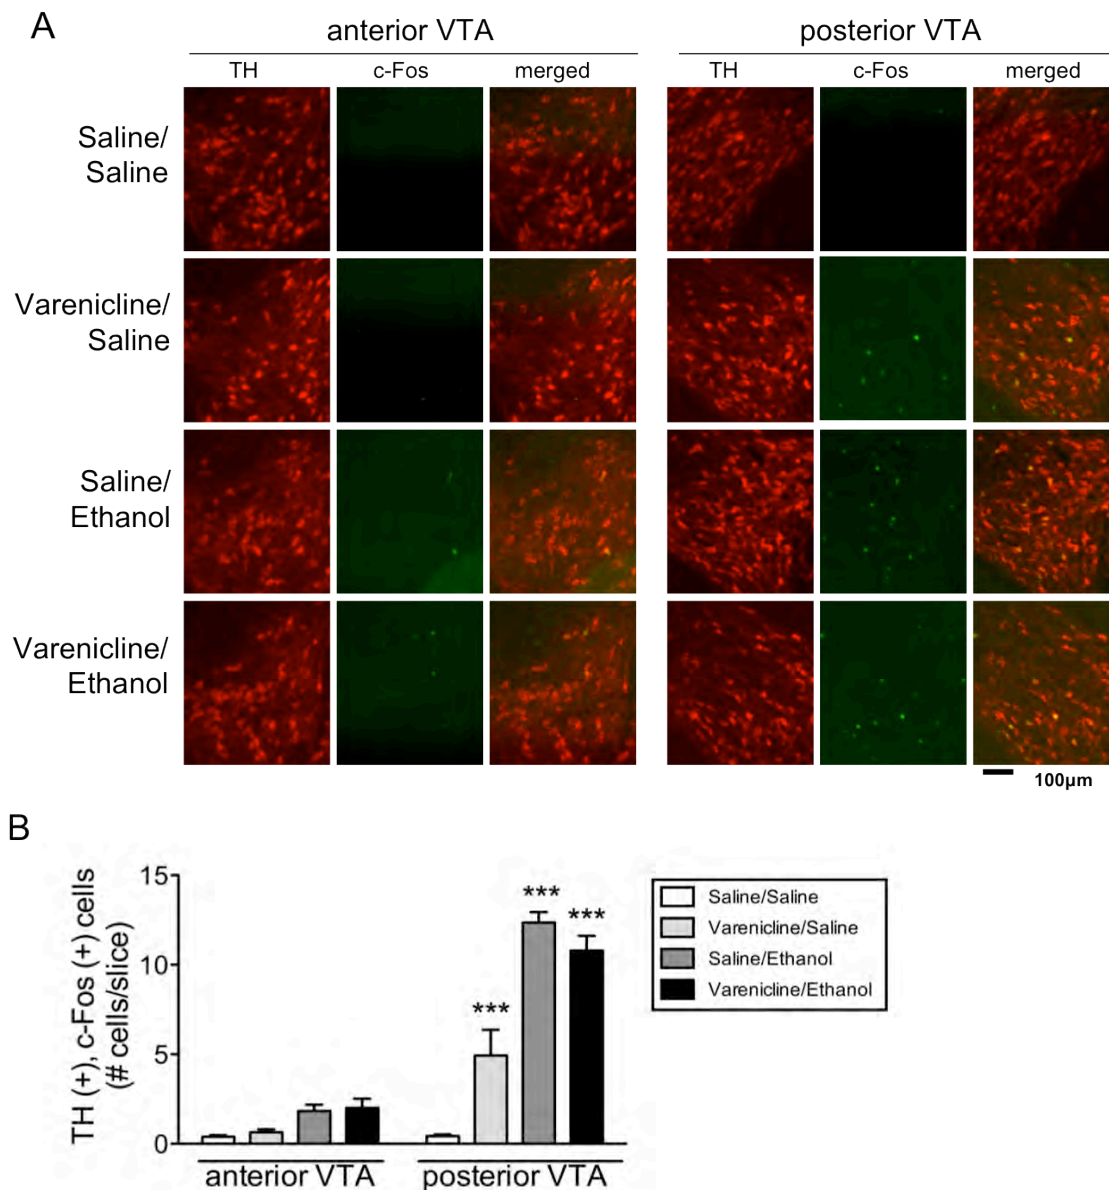 A
anterior VTA
posterior VTA
TH
c-Fos
merged
TH
c-Fos
merged
Saline/
Saline
Varenicline/
Saline
Saline/
Ethanol
Varenicline/
Ethanol
100µm
B
TH (+), c-Fos (+) cells
(# cells/slice)
15
10
5
0
***
***
***
anterior VTA
posterior VTA
Saline/Saline
Varenicline/Saline
Saline/Ethanol
Varenicline/Ethanol